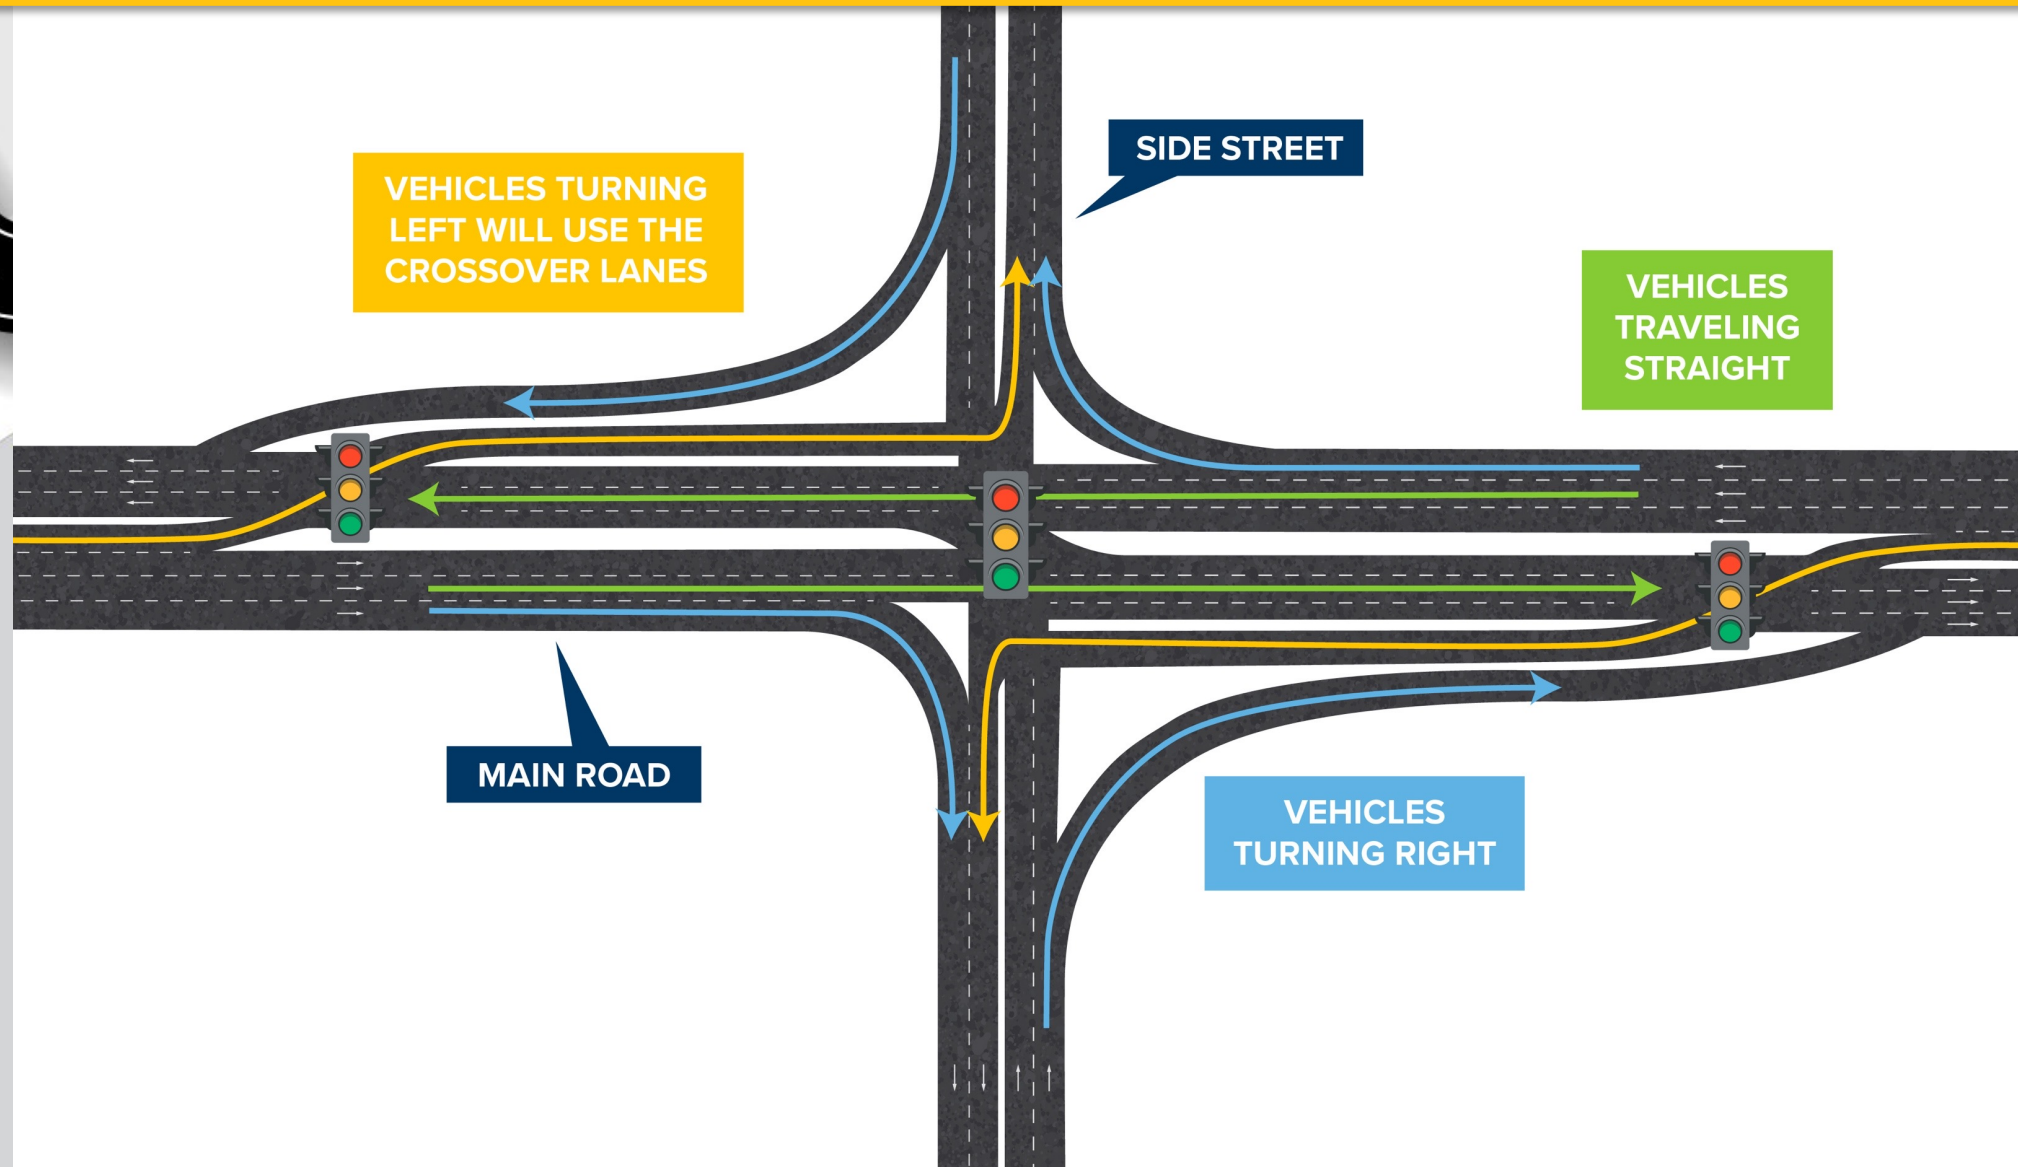 SIDE STREET
VEHICLES TURNING
LEFT WILL USE THE
CROSSOVER LANES
VEHICLES
TRAVELING
STRAIGHT
MAIN ROAD
VEHICLES
TURNING RIGHT